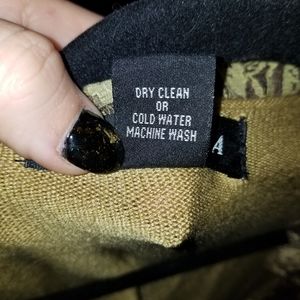 DRY CLEAN
OR
COLD WATER
MACHINE WASH
4